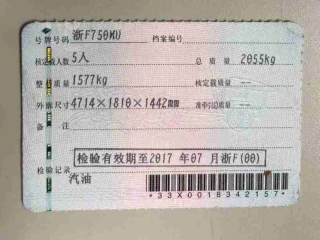 号牌号码 浙F750MU 档案编号
核定载人数 5人 总质量 2055kg
整备质量 1577kg 核定载质量 --
外廓尺寸 4714×1810×1442mm 准牵引总质量 --
备注
检验有效期至2017年07月浙F(00)
检验记录
汽油
*33X0018342157*